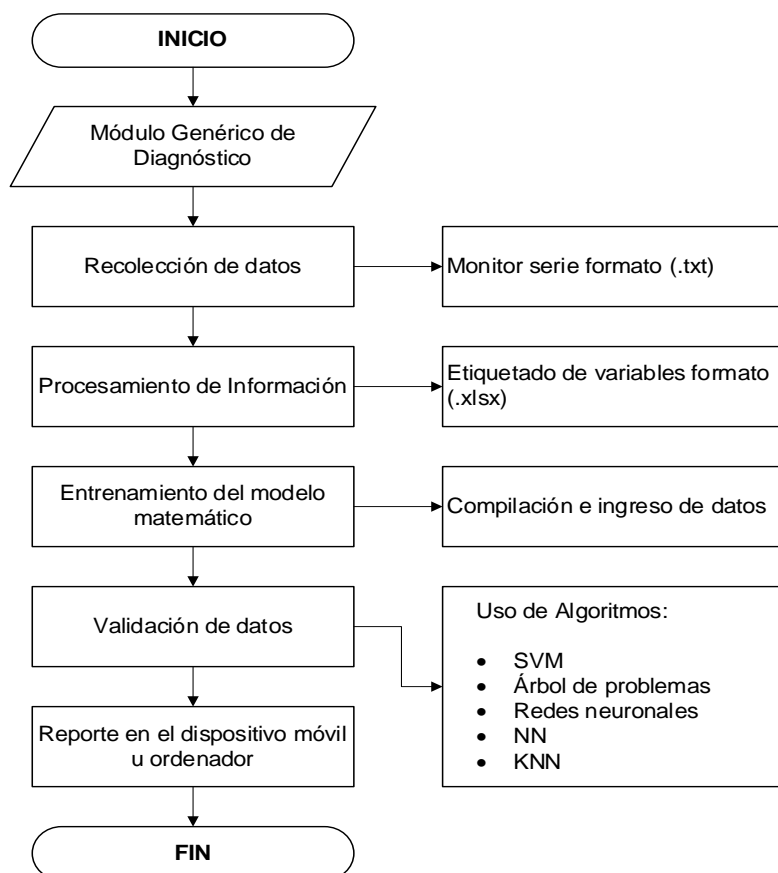 INICIO
Módulo Genérico de
Diagnóstico
Recolección de datos
Monitor serie formato (.txt)
Procesamiento de Información
Etiquetado de variables formato
(.xlsx)
Entrenamiento del modelo
matemático
Compilación e ingreso de datos
Validación de datos
Uso de Algoritmos:
• SVM
• Árbol de problemas
• Redes neuronales
• NN
• KNN
Reporte en el dispositivo móvil
u ordenador
FIN